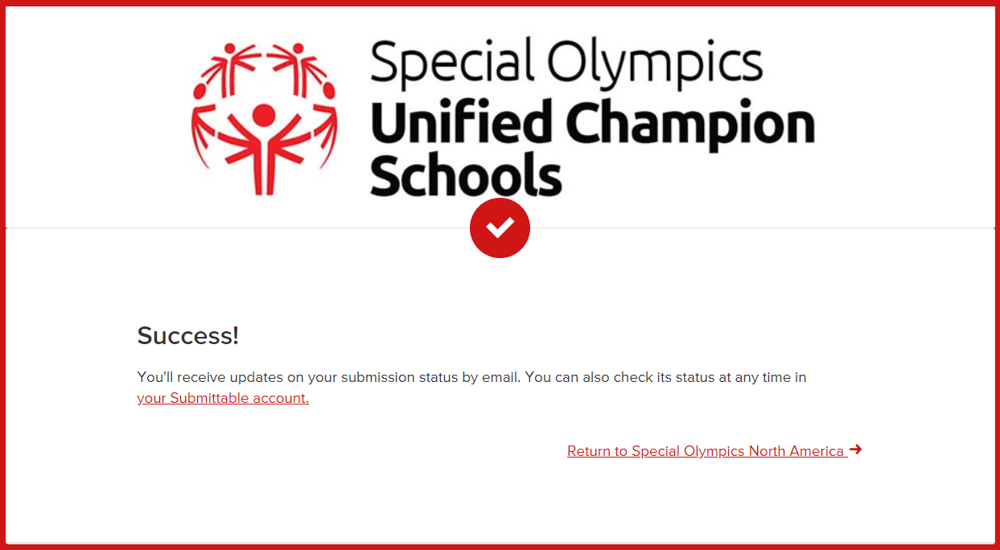 Special Olympics
Unified Champion
Schools
Success!
You'll receive updates on your submission status by email. You can also check its status at any time in
your Submittable account.
Return to Special Olympics North America →